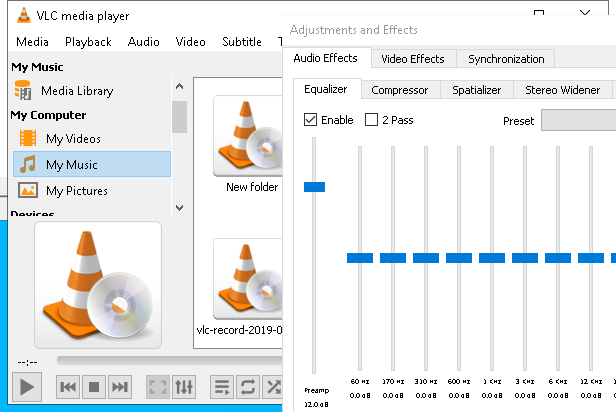 VLC media player
Media Playback Audio Video Subtitle T
My Music
Media Library
My Computer
My Videos
My Music
My Pictures
Devices
New folder
vlc-record-2019-0
--:--
Adjustments and Effects
Audio Effects Video Effects Synchronization
Equalizer Compressor Spatializer Stereo Widener
Enable 2 Pass Preset
60 Hz 170 Hz 310 Hz 600 Hz 1 KHz 3 KHz 6 KHz 12 KHz
Preamp 0.0 dB 0.0 dB 0.0 dB 0.0 dB 0.0 dB 0.0 dB 0.0 dB 0.0 dB
12.0 dB